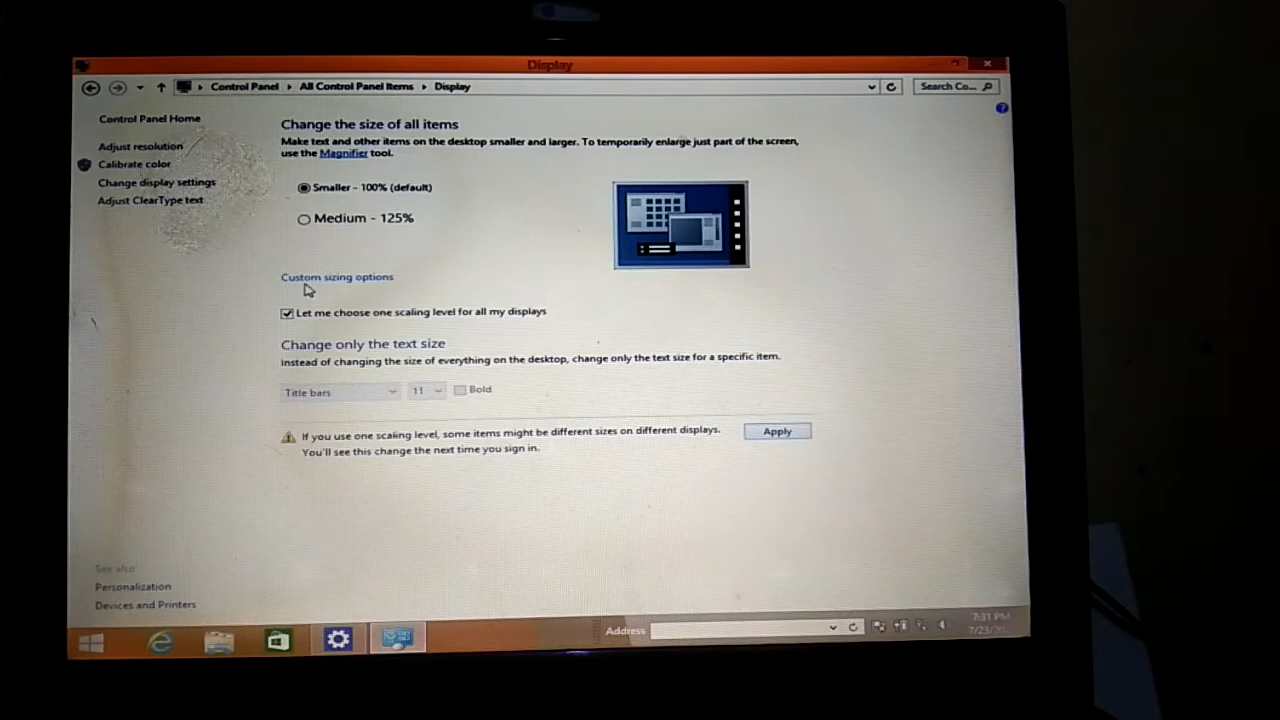 Display
Control Panel All Control Panel Items Display
Search Co...
Control Panel Home
Adjust resolution
Calibrate color
Change display settings
Adjust ClearType text
Change the size of all items
Make text and other items on the desktop smaller and larger. To temporarily enlarge just part of the screen,
use the Magnifier tool.
Smaller - 100% (default)
Medium - 125%
Custom sizing options
Let me choose one scaling level for all my displays
Change only the text size
Instead of changing the size of everything on the desktop, change only the text size for a specific item.
Title bars 11 Bold
If you use one scaling level, some items might be different sizes on different displays.
You'll see this change the next time you sign in.
Apply
See also
Personalization
Devices and Printers
Address
7:31 PM